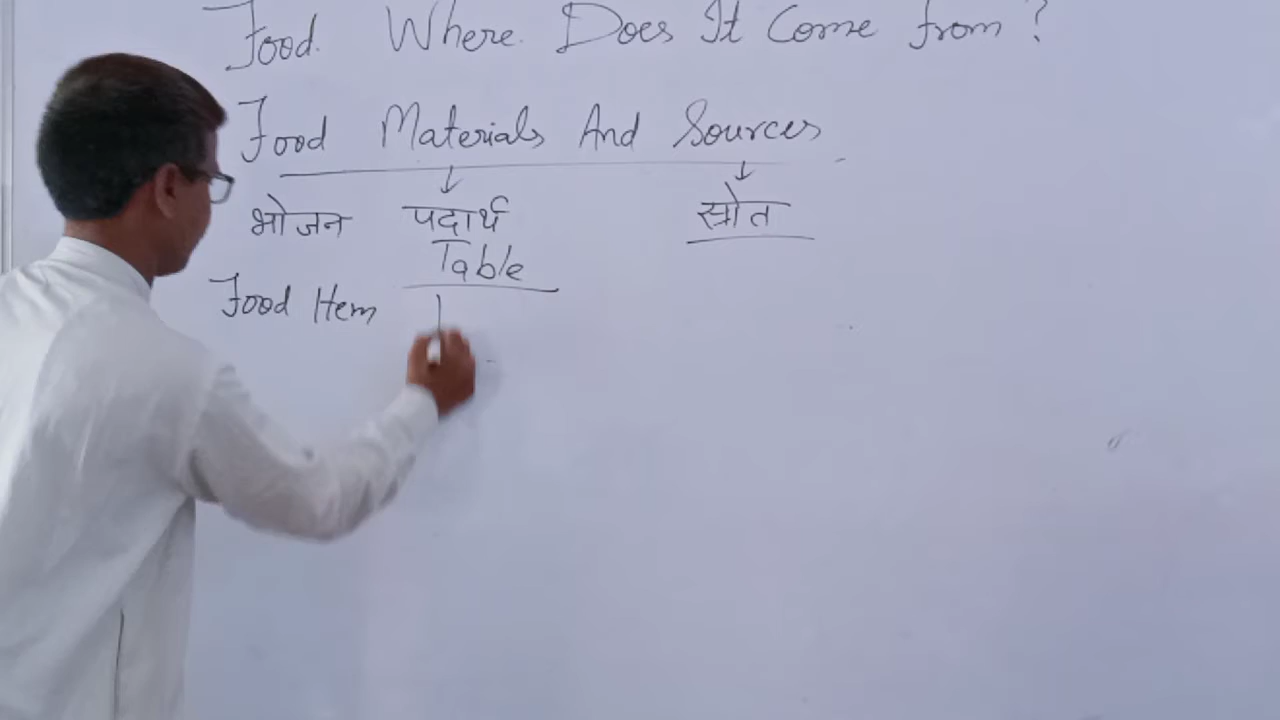 Food. Where. Does It Come from?
Food Materials And Sources
भोजन पदार्थ स्त्रोत
Table
Food Item